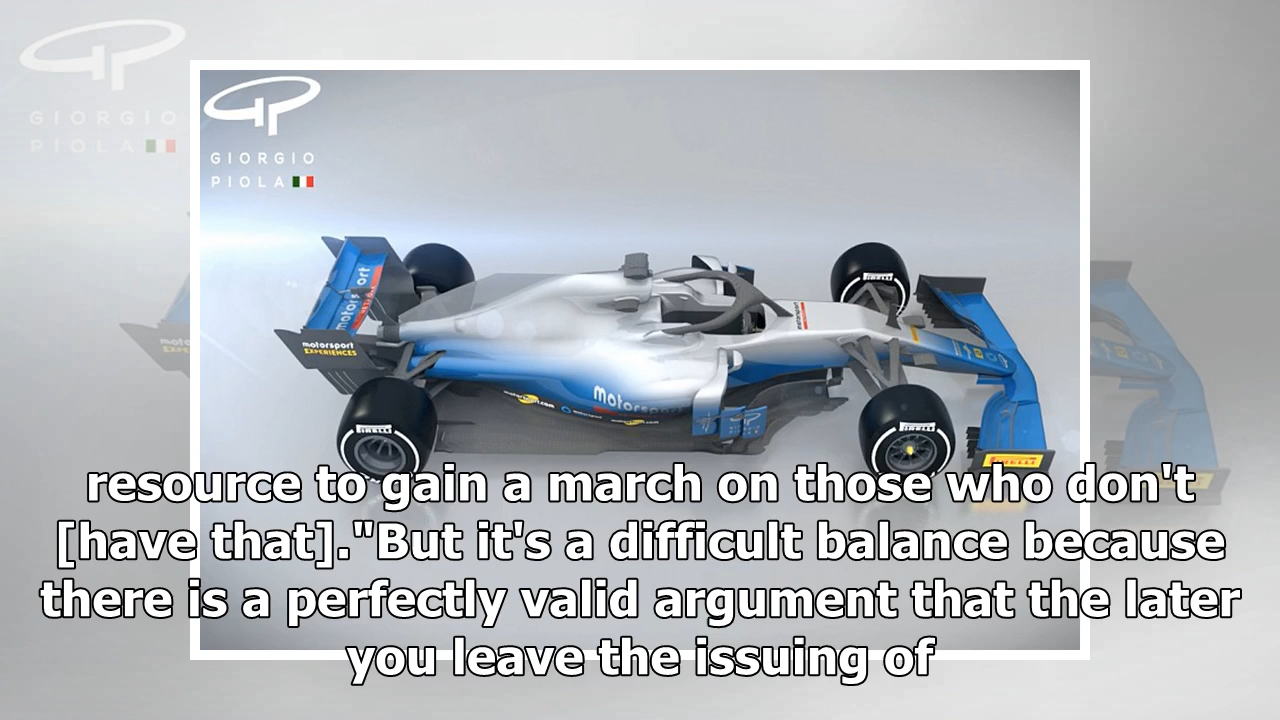 GIORGIO
PIOLA
GIORGIO
PIOLA
motorsport
motorsport
EXPERIENCES
PIRELLI
PIRELLI
PIRELLI
motorsport
PIRELLI
resource to gain a march on those who don't
[have that]."But it's a difficult balance because
there is a perfectly valid argument that the later
you leave the issuing of